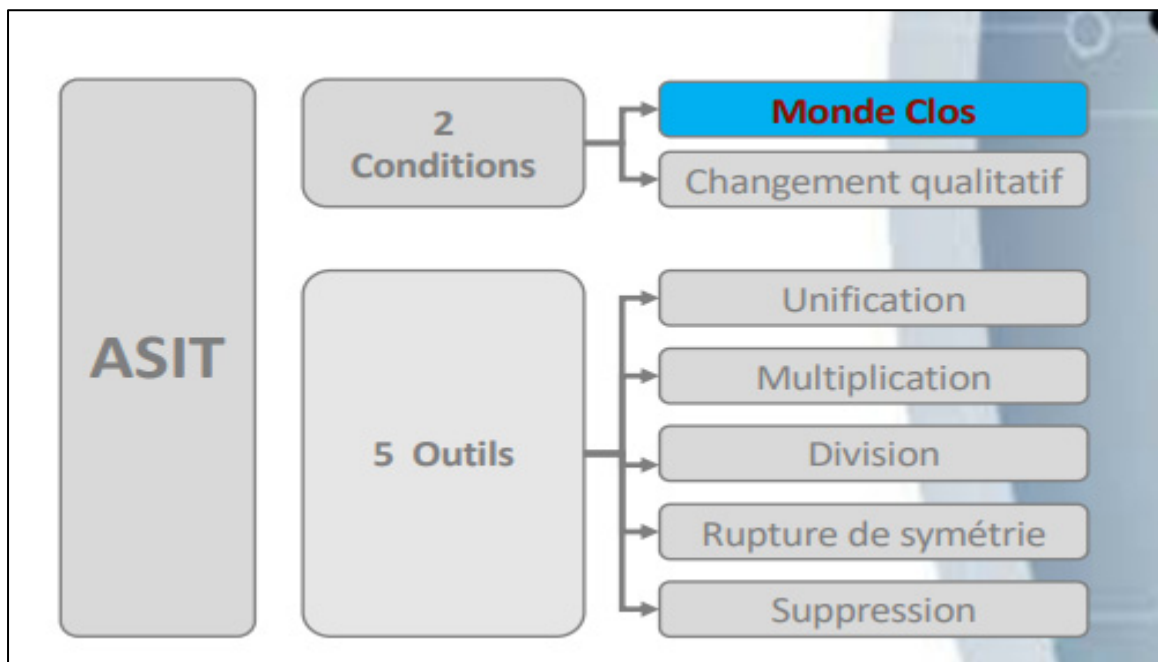 ASIT
2
Conditions
Monde Clos
Changement qualitatif
5 Outils
Unification
Multiplication
Division
Rupture de symétrie
Suppression